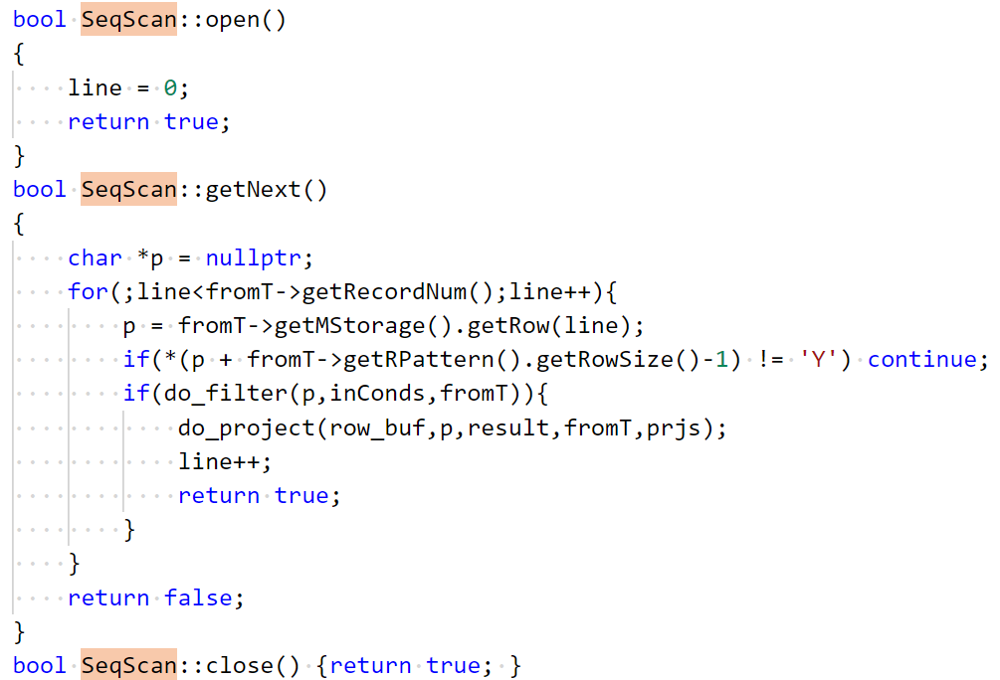 bool SeqScan::open()
{
    line = 0;
    return true;
}
bool SeqScan::getNext()
{
    char *p = nullptr;
    for(;line<fromT->getRecordNum();line++){
        p = fromT->getMStorage().getRow(line);
        if(*(p + fromT->getRPattern().getRowSize()-1) != 'Y') continue;
        if(do_filter(p,inConds,fromT)){
            do_project(row_buf,p,result,fromT,prjs);
            line++;
            return true;
        }
    }
    return false;
}
bool SeqScan::close() {return true; }